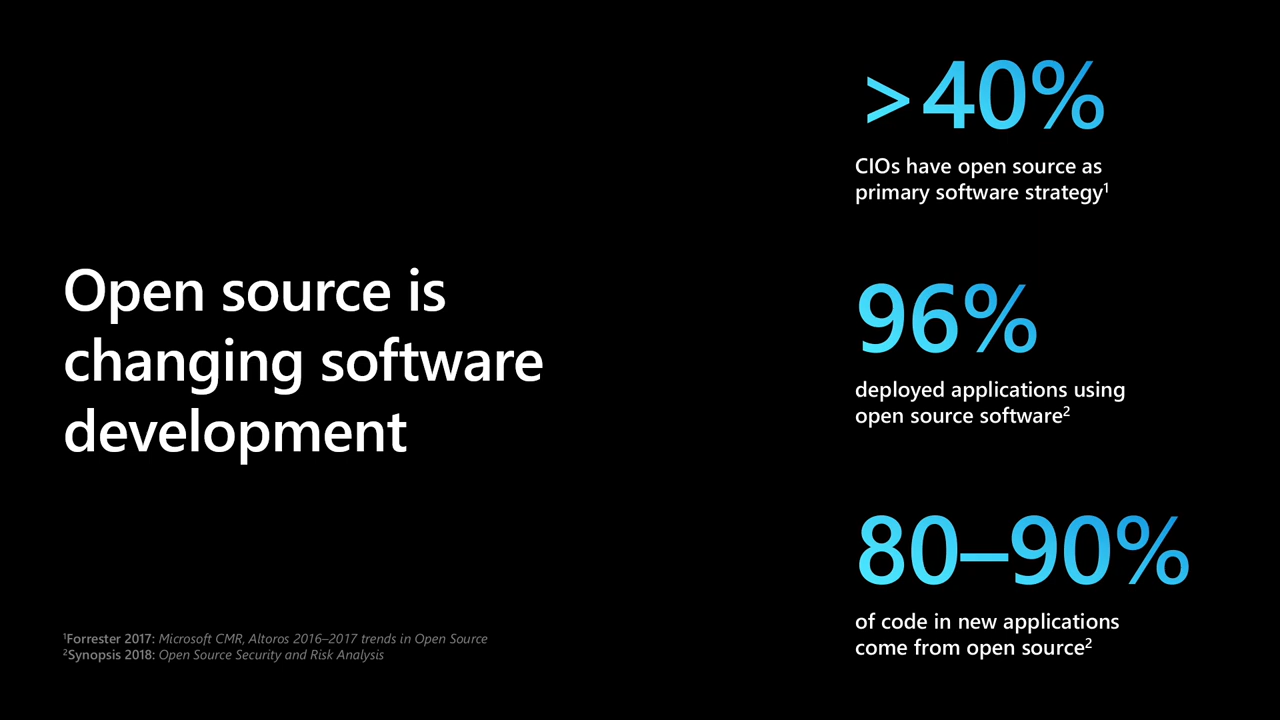 Open source is
changing software
development
>40%
CIOs have open source as
primary software strategy¹
96%
deployed applications using
open source software²
80–90%
of code in new applications
come from open source²
¹Forrester 2017: Microsoft CMR, Altoros 2016–2017 trends in Open Source
²Synopsis 2018: Open Source Security and Risk Analysis